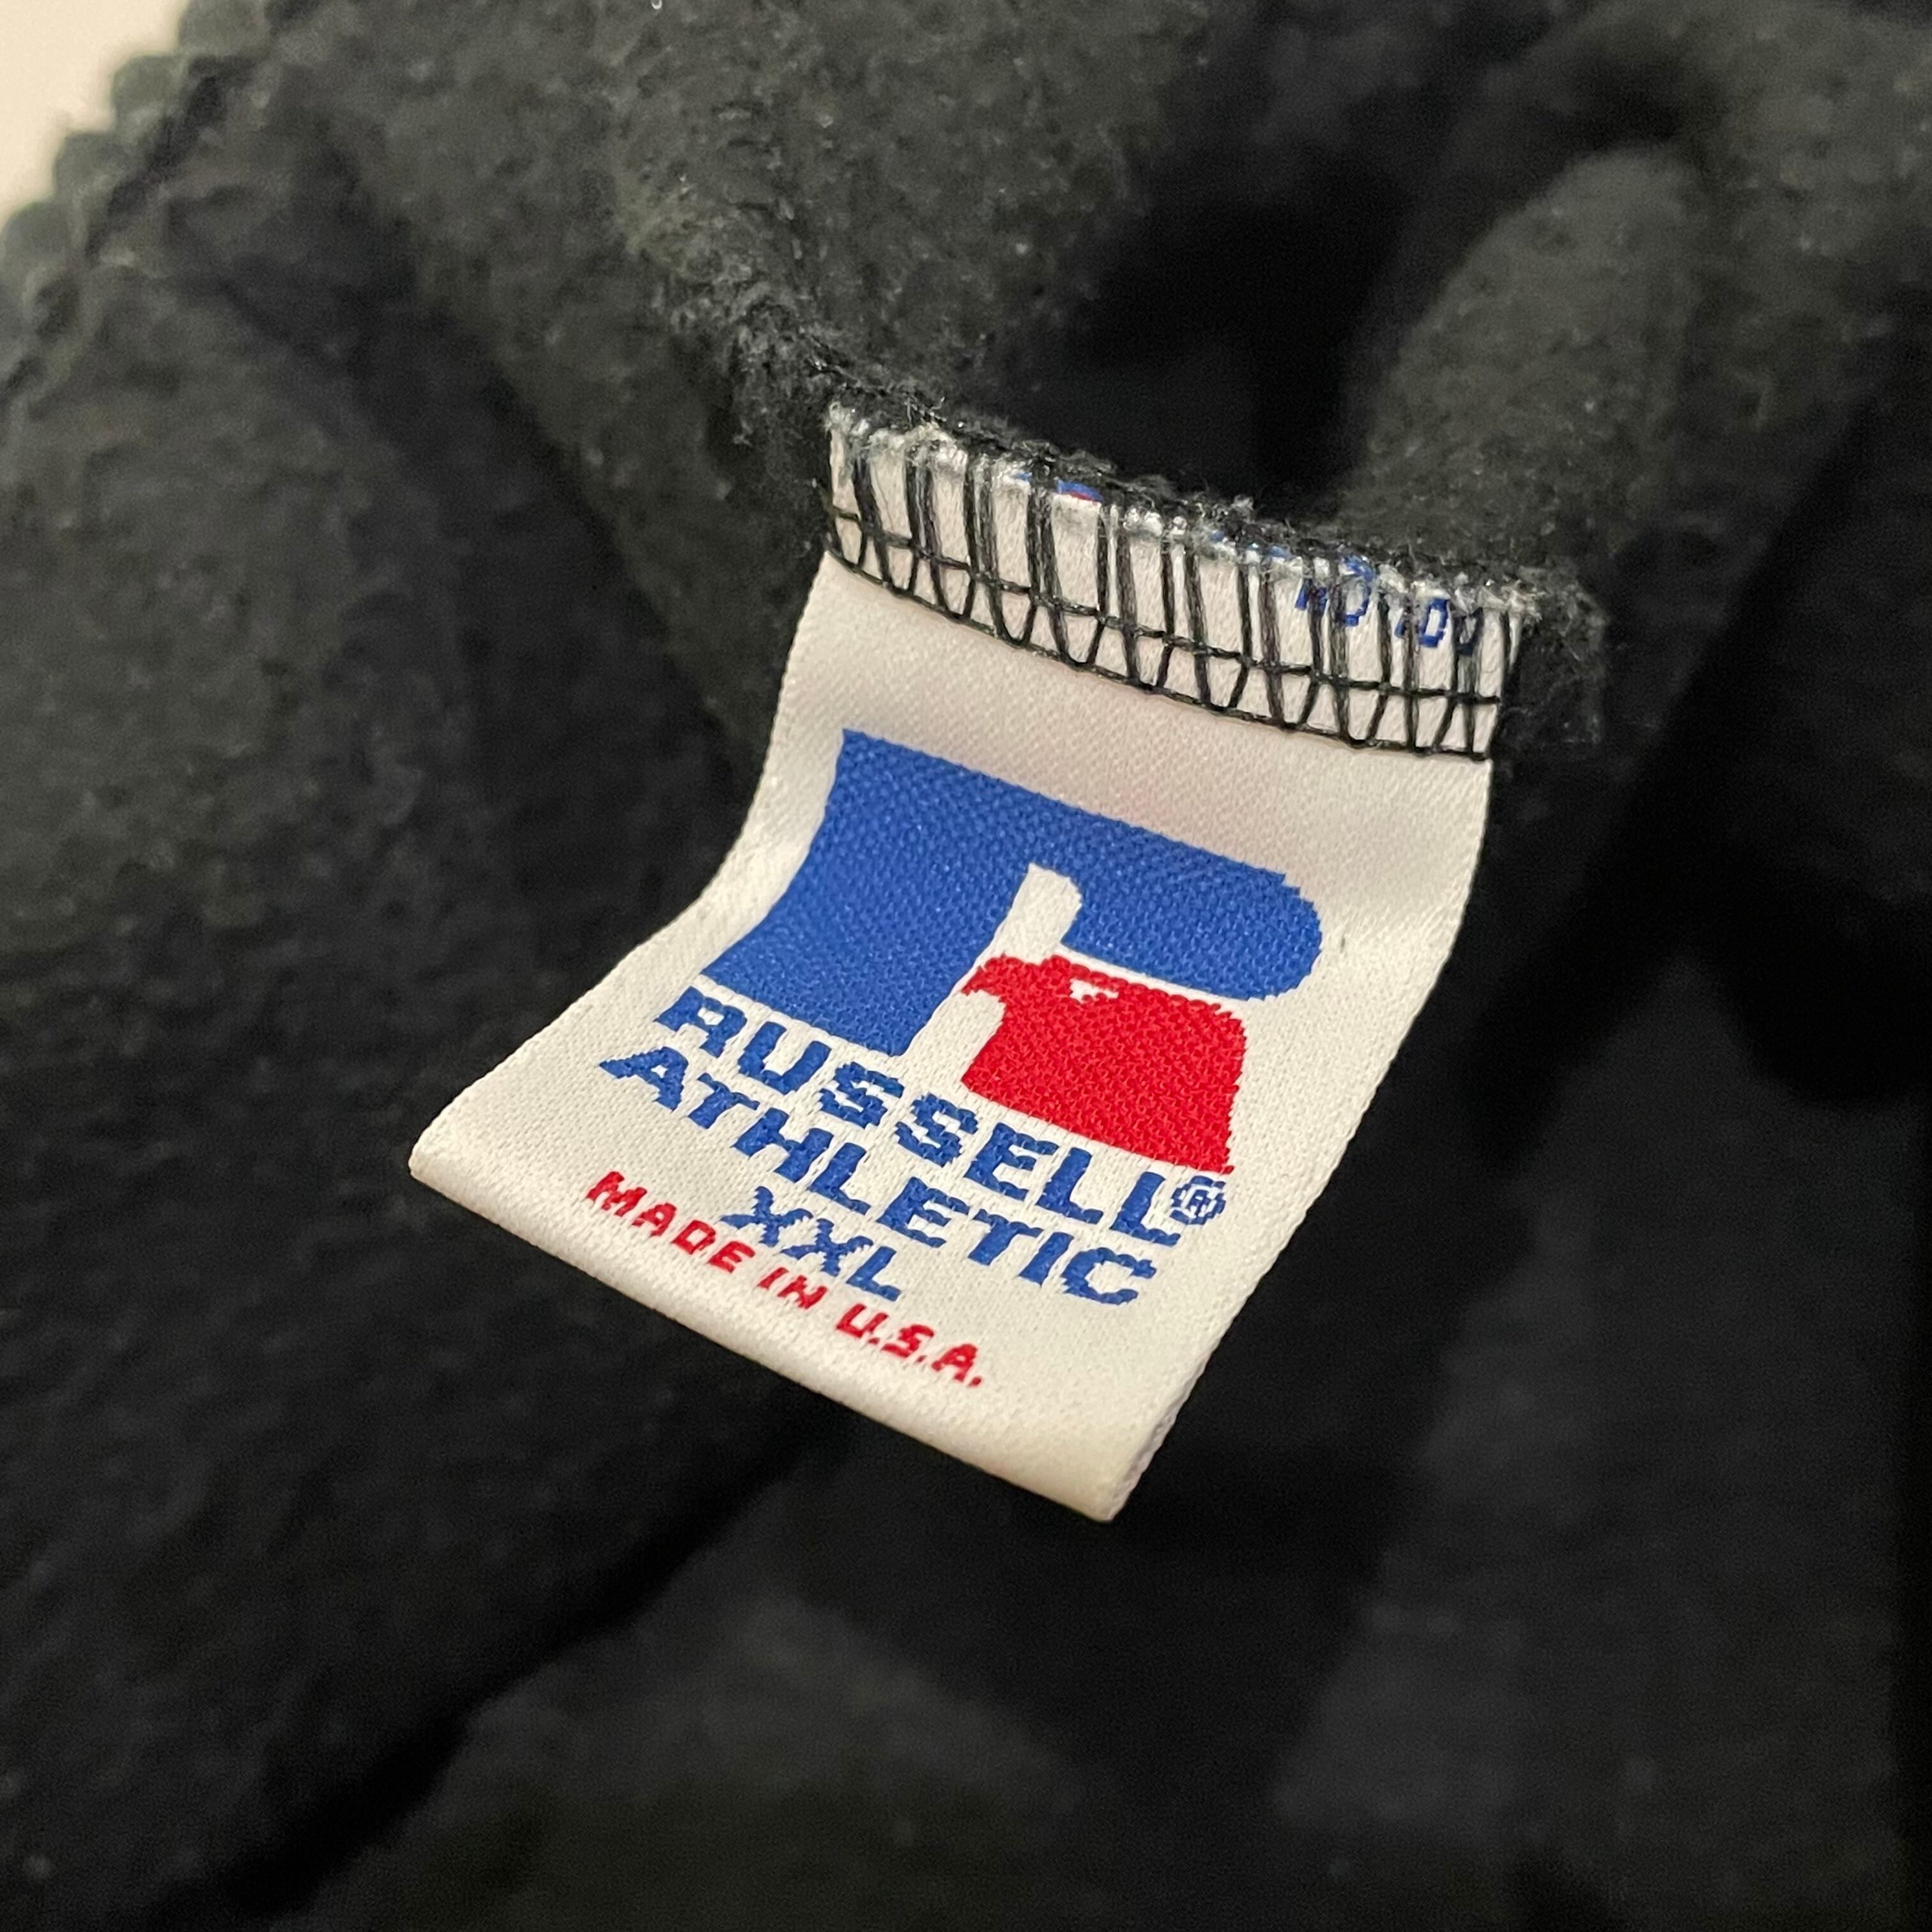 RUSSELL®
ATHLETIC
XXL
MADE IN U.S.A.